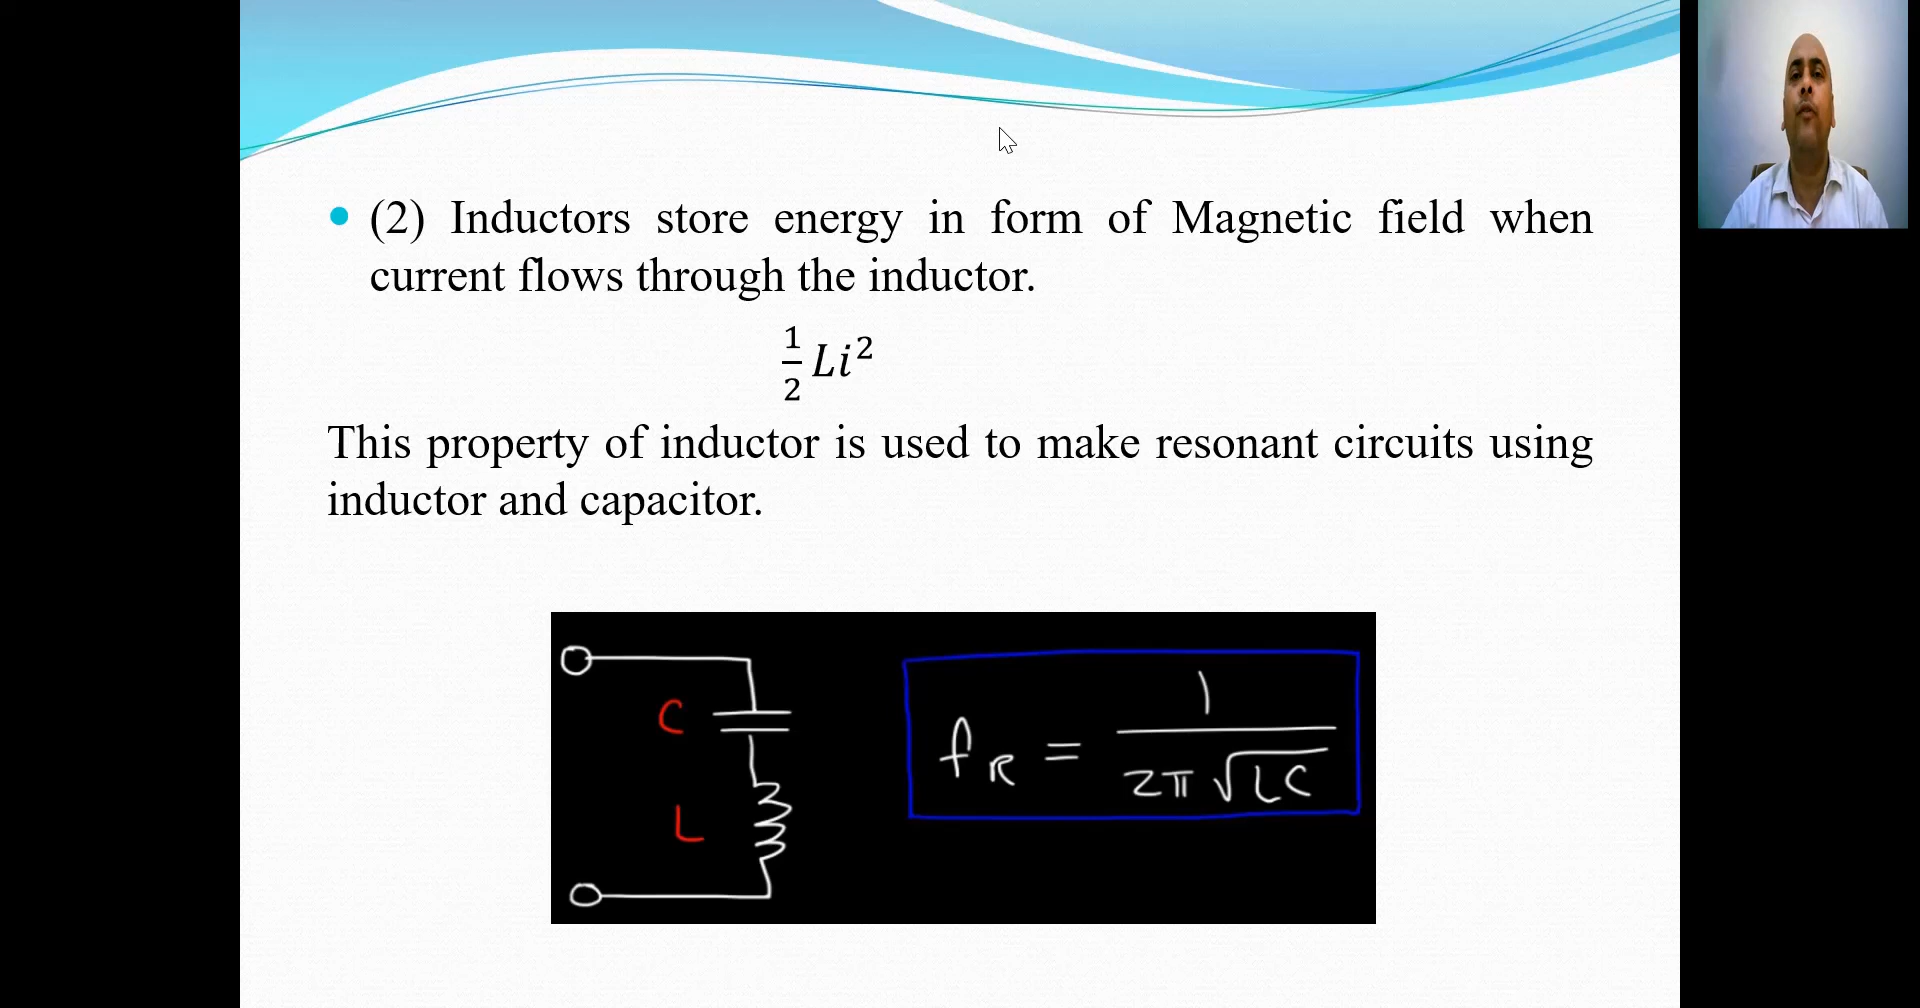 (2) Inductors store energy in form of Magnetic field when
current flows through the inductor.
1/2 Li²
This property of inductor is used to make resonant circuits using
inductor and capacitor.
C
L
fR = 1/(2π√LC)